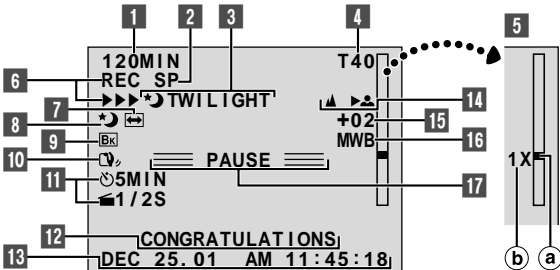 1 2 3 4 5
120MIN T40
REC SP
6 TWILIGHT 14
7
8 +02 15
9 BK MWB 16
10 PAUSE 17
11 5MIN
1/2S
1X
12 CONGRATULATIONS
b a
13 DEC 25.01 AM 11:45:18